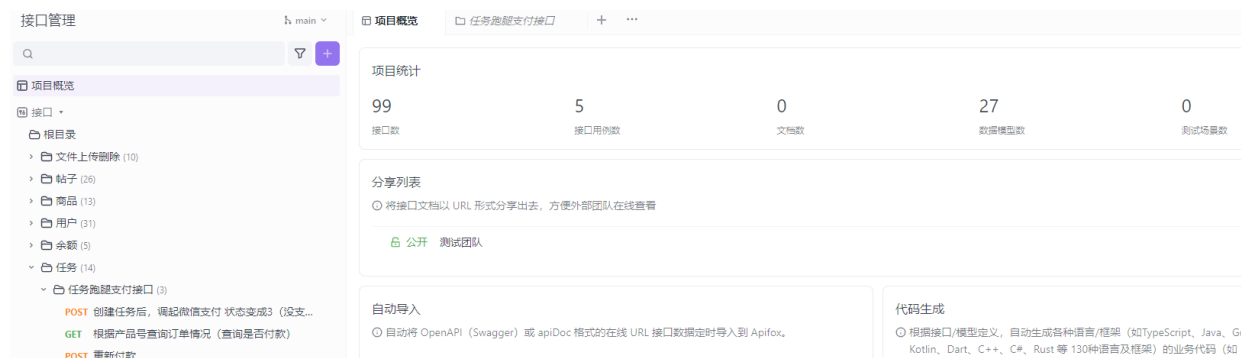 接口管理
main
项目概览
任务跑腿支付接口
项目概览
接口
根目录
文件上传删除 (10)
帖子 (26)
商品 (13)
用户 (31)
余额 (5)
任务 (14)
任务跑腿支付接口 (3)
POST 创建任务后，调起微信支付 状态变成3（没支...
GET 根据产品号查询订单情况（查询是否付款）
POST 重新付款
项目统计
99 5 0 27 0
接口数 接口用例数 文档数 数据模型数 测试场景数
分享列表
将接口文档以 URL 形式分享出去，方便外部团队在线查看
公开 测试团队
自动导入
自动将 OpenAPI（Swagger）或 apiDoc 格式的在线 URL 接口数据定时导入到 Apifox。
代码生成
根据接口/模型定义，自动生成各种语言/框架（如TypeScript、Java、Go
Kotlin、Dart、C++、C#、Rust 等 130种语言及框架）的业务代码（如